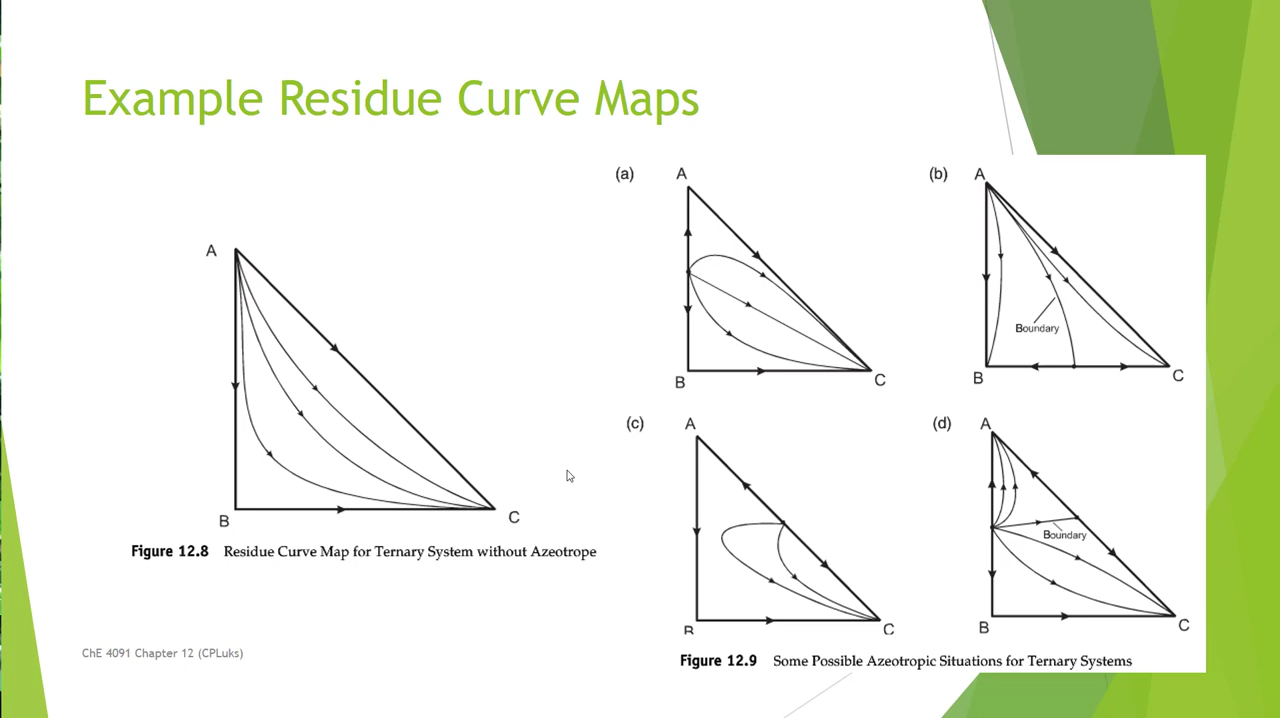 Example Residue Curve Maps
A
B
C
Figure 12.8 Residue Curve Map for Ternary System without Azeotrope
(a)
A
B
C
(b)
A
Boundary
B
C
(c)
A
B
C
(d)
A
Boundary
B
C
Figure 12.9 Some Possible Azeotropic Situations for Ternary Systems
ChE 4091 Chapter 12 (CPLuks)